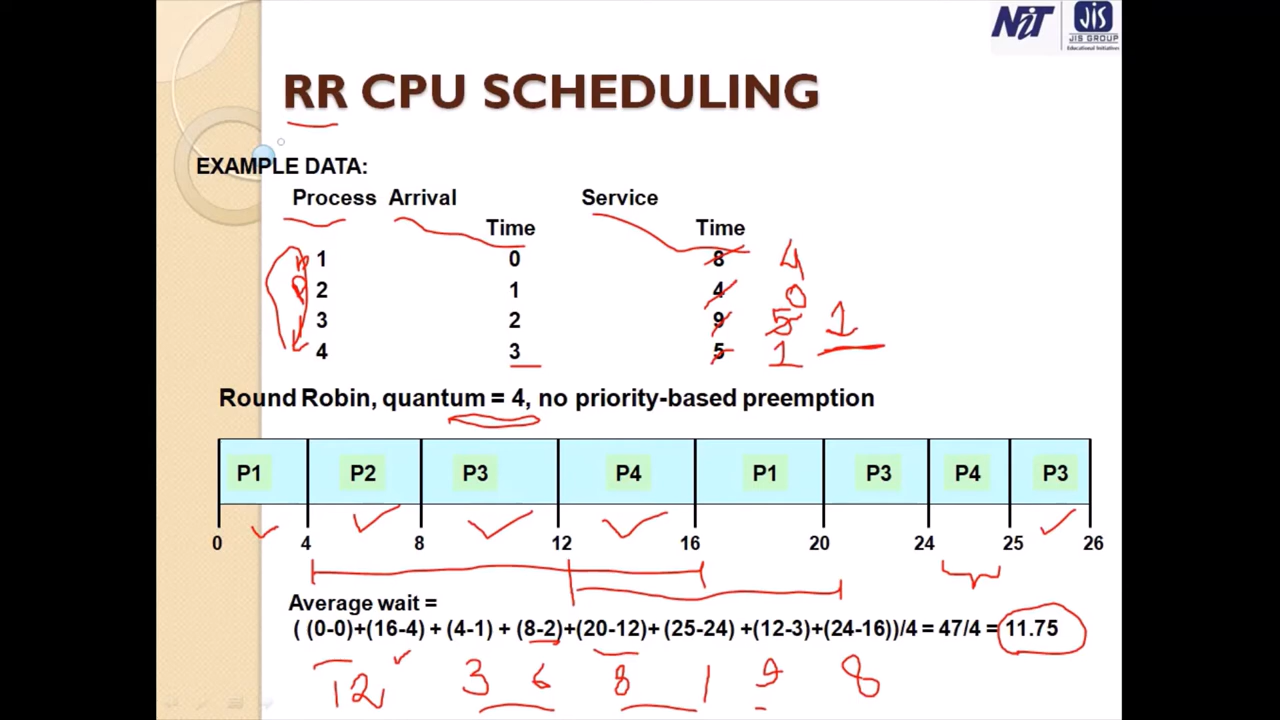 NiT JIS
JIS GROUP
Educational Initiatives
RR CPU SCHEDULING
EXAMPLE DATA:
Process Arrival Service
Time Time
1 0 8 4
2 1 4 0
3 2 9 5 1
4 3 5 1
Round Robin, quantum = 4, no priority-based preemption
P1 P2 P3 P4 P1 P3 P4 P3
0 4 8 12 16 20 24 25 26
Average wait =
( (0-0)+(16-4) + (4-1) + (8-2)+(20-12)+ (25-24) +(12-3)+(24-16))/4 = 47/4 = 11.75
12 3 6 8 1 9 8